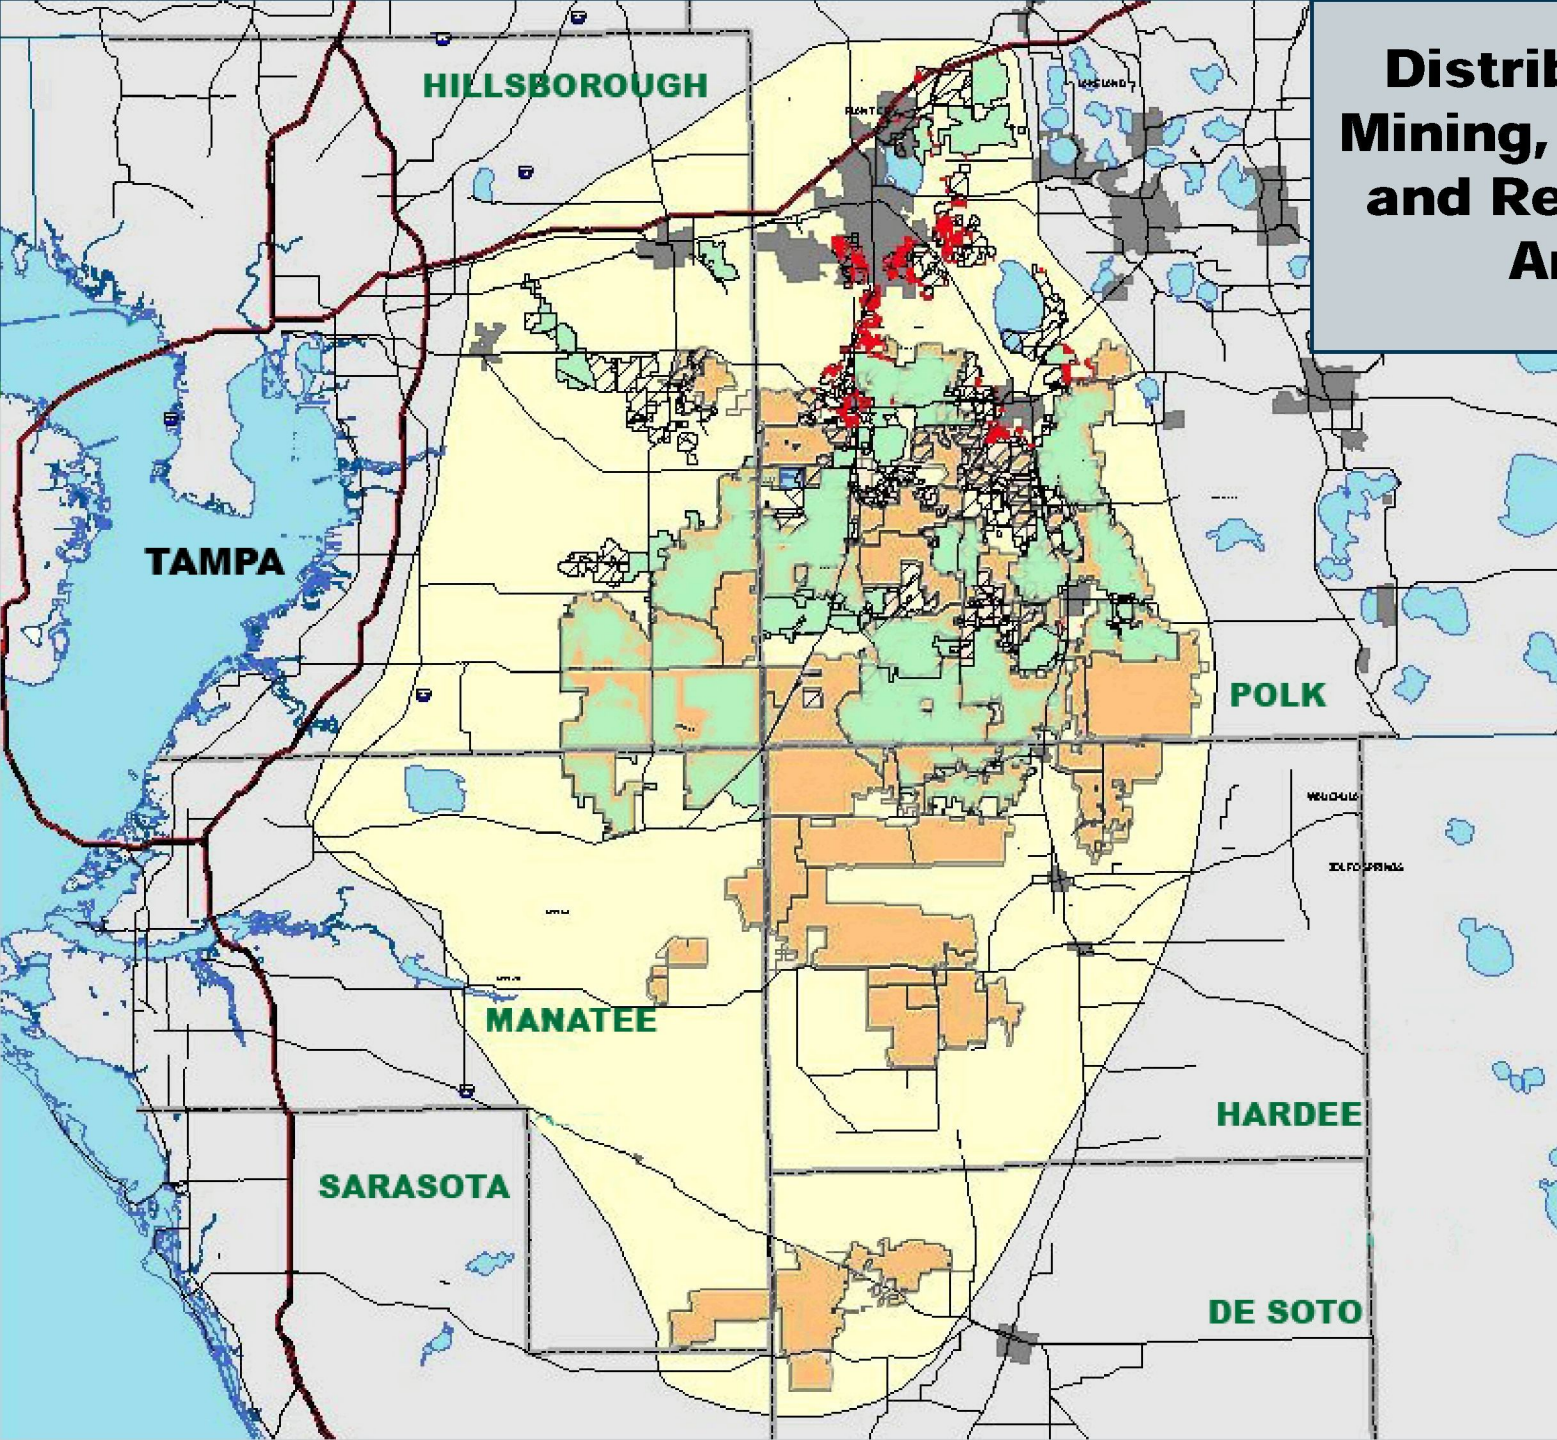 Distrib
Mining,
and Re
Ar
HILLSBOROUGH
TAMPA
POLK
MANATEE
HARDEE
SARASOTA
DE SOTO